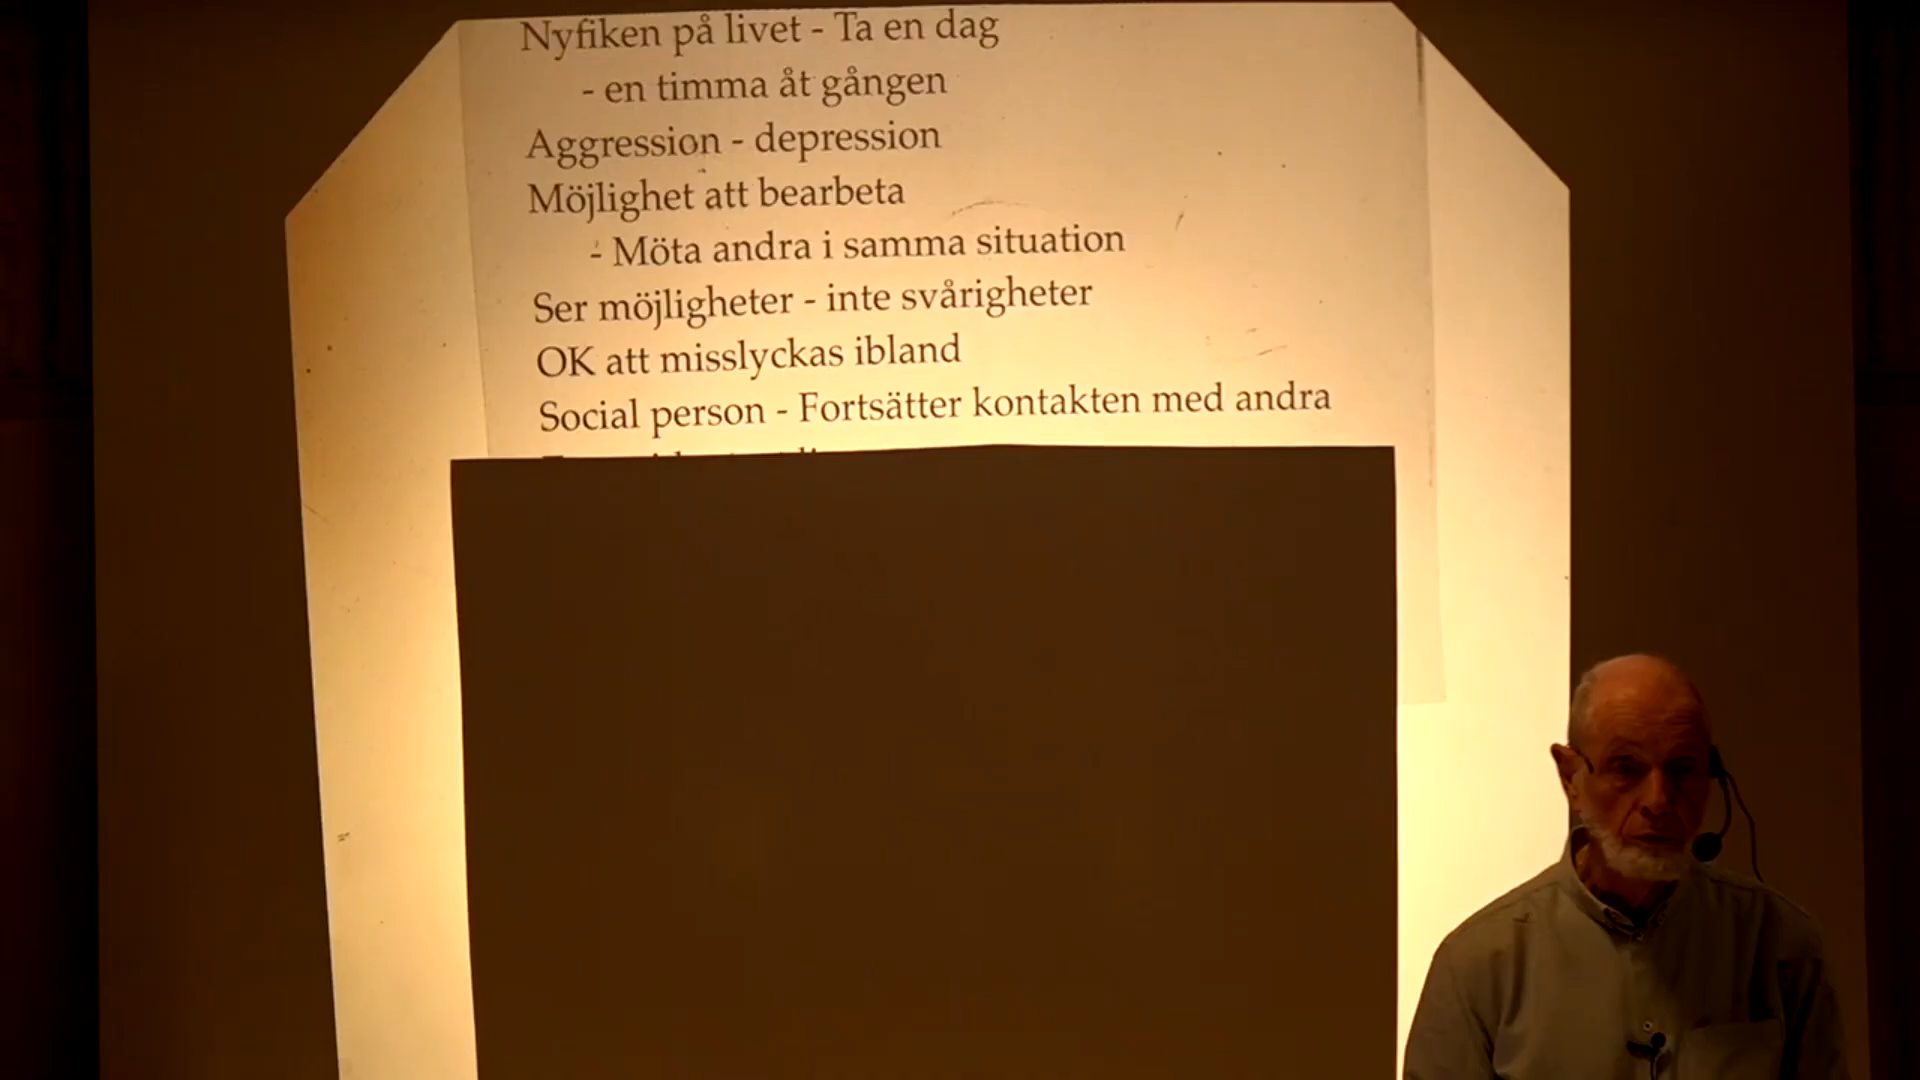 Nyfiken på livet - Ta en dag
- en timma åt gången
Aggression - depression
Möjlighet att bearbeta
- Möta andra i samma situation
Ser möjligheter - inte svårigheter
OK att misslyckas ibland
Social person - Fortsätter kontakten med andra